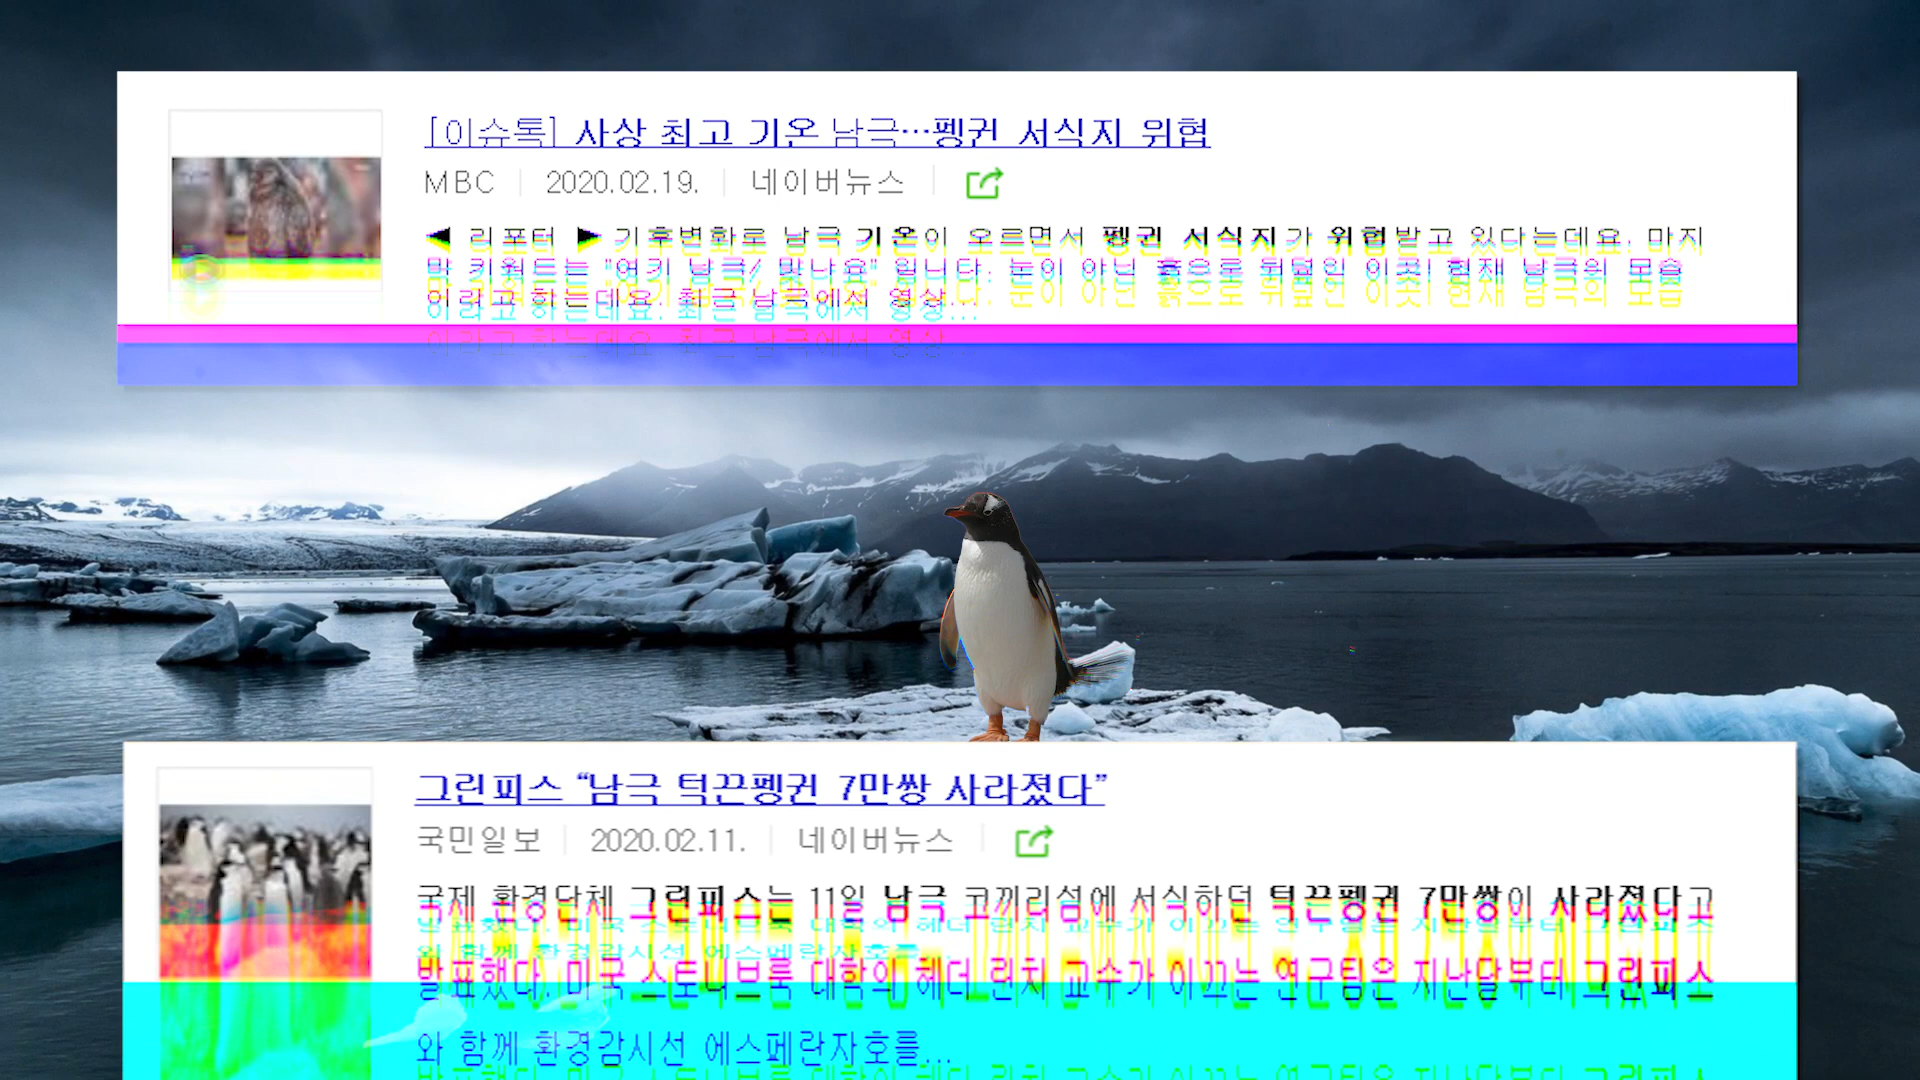 [이슈톡] 사상 최고 기온 남극…펭귄 서식지 위협
MBC 2020.02.19. 네이버뉴스
◀ 리포터 ▶ 기후변화로 남극 기온이 오르면서 펭귄 서식지가 위협받고 있다는데요. 마지
막 키워드는 "여기 남극 맞나요" 입니다. 눈이 아닌 흙으로 뒤덮인 이곳! 현재 남극의 모습
이라고 하는데요. 최근 남극에서 영상...
그린피스 “남극 턱끈펭귄 7만쌍 사라졌다”
국민일보 2020.02.11. 네이버뉴스
국제 환경단체 그린피스는 11일 남극 코끼리섬에 서식하던 턱끈펭귄 7만쌍이 사라졌다고
발표했다. 미국 스토니브룩 대학의 헤더 린치 교수가 이끄는 연구팀은 지난달부터 그린피스
와 함께 환경감시선 에스페란자호를...